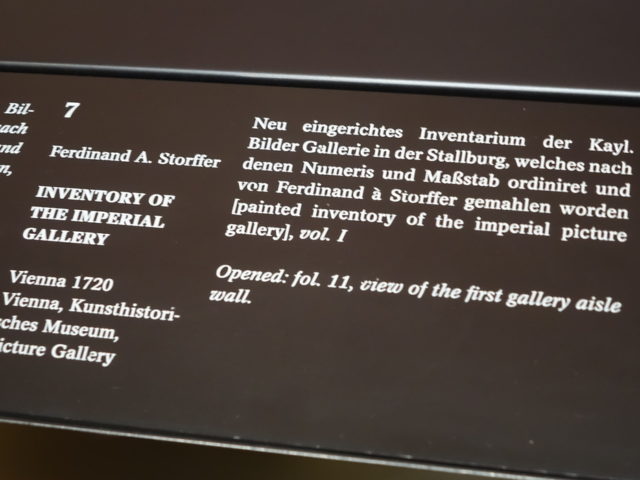 Bil-
nach
und
n,
7
Ferdinand A. Storffer
INVENTORY OF
THE IMPERIAL
GALLERY
Vienna 1720
Vienna, Kunsthistori-
sches Museum,
icture Gallery
Neu eingerichtes Inventarium der Kayl.
Bilder Gallerie in der Stallburg, welches nach
denen Numeris und Maßstab ordiniret und
von Ferdinand à Storffer gemahlen worden
[painted inventory of the imperial picture
gallery], vol. I
Opened: fol. 11, view of the first gallery aisle
wall.